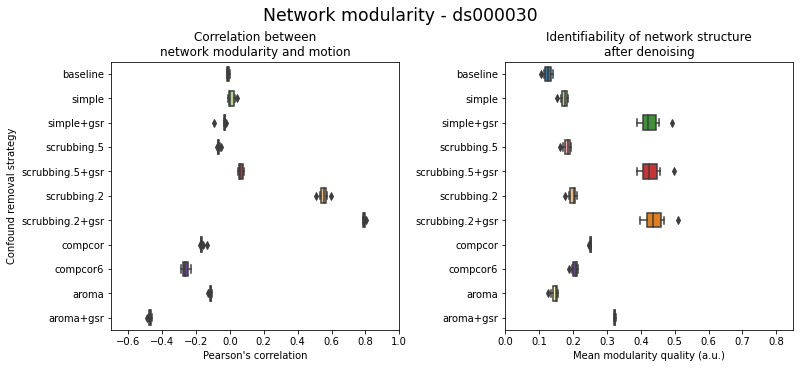 Network modularity - ds000030
Correlation between
network modularity and motion
Confound removal strategy
baseline
simple
simple+gsr
scrubbing.5
scrubbing.5+gsr
scrubbing.2
scrubbing.2+gsr
compcor
compcor6
aroma
aroma+gsr
−0.6 −0.4 −0.2 0.0 0.2 0.4 0.6 0.8 1.0
Pearson's correlation
Identifiability of network structure
after denoising
baseline
simple
simple+gsr
scrubbing.5
scrubbing.5+gsr
scrubbing.2
scrubbing.2+gsr
compcor
compcor6
aroma
aroma+gsr
0.0 0.1 0.2 0.3 0.4 0.5 0.6 0.7 0.8
Mean modularity quality (a.u.)